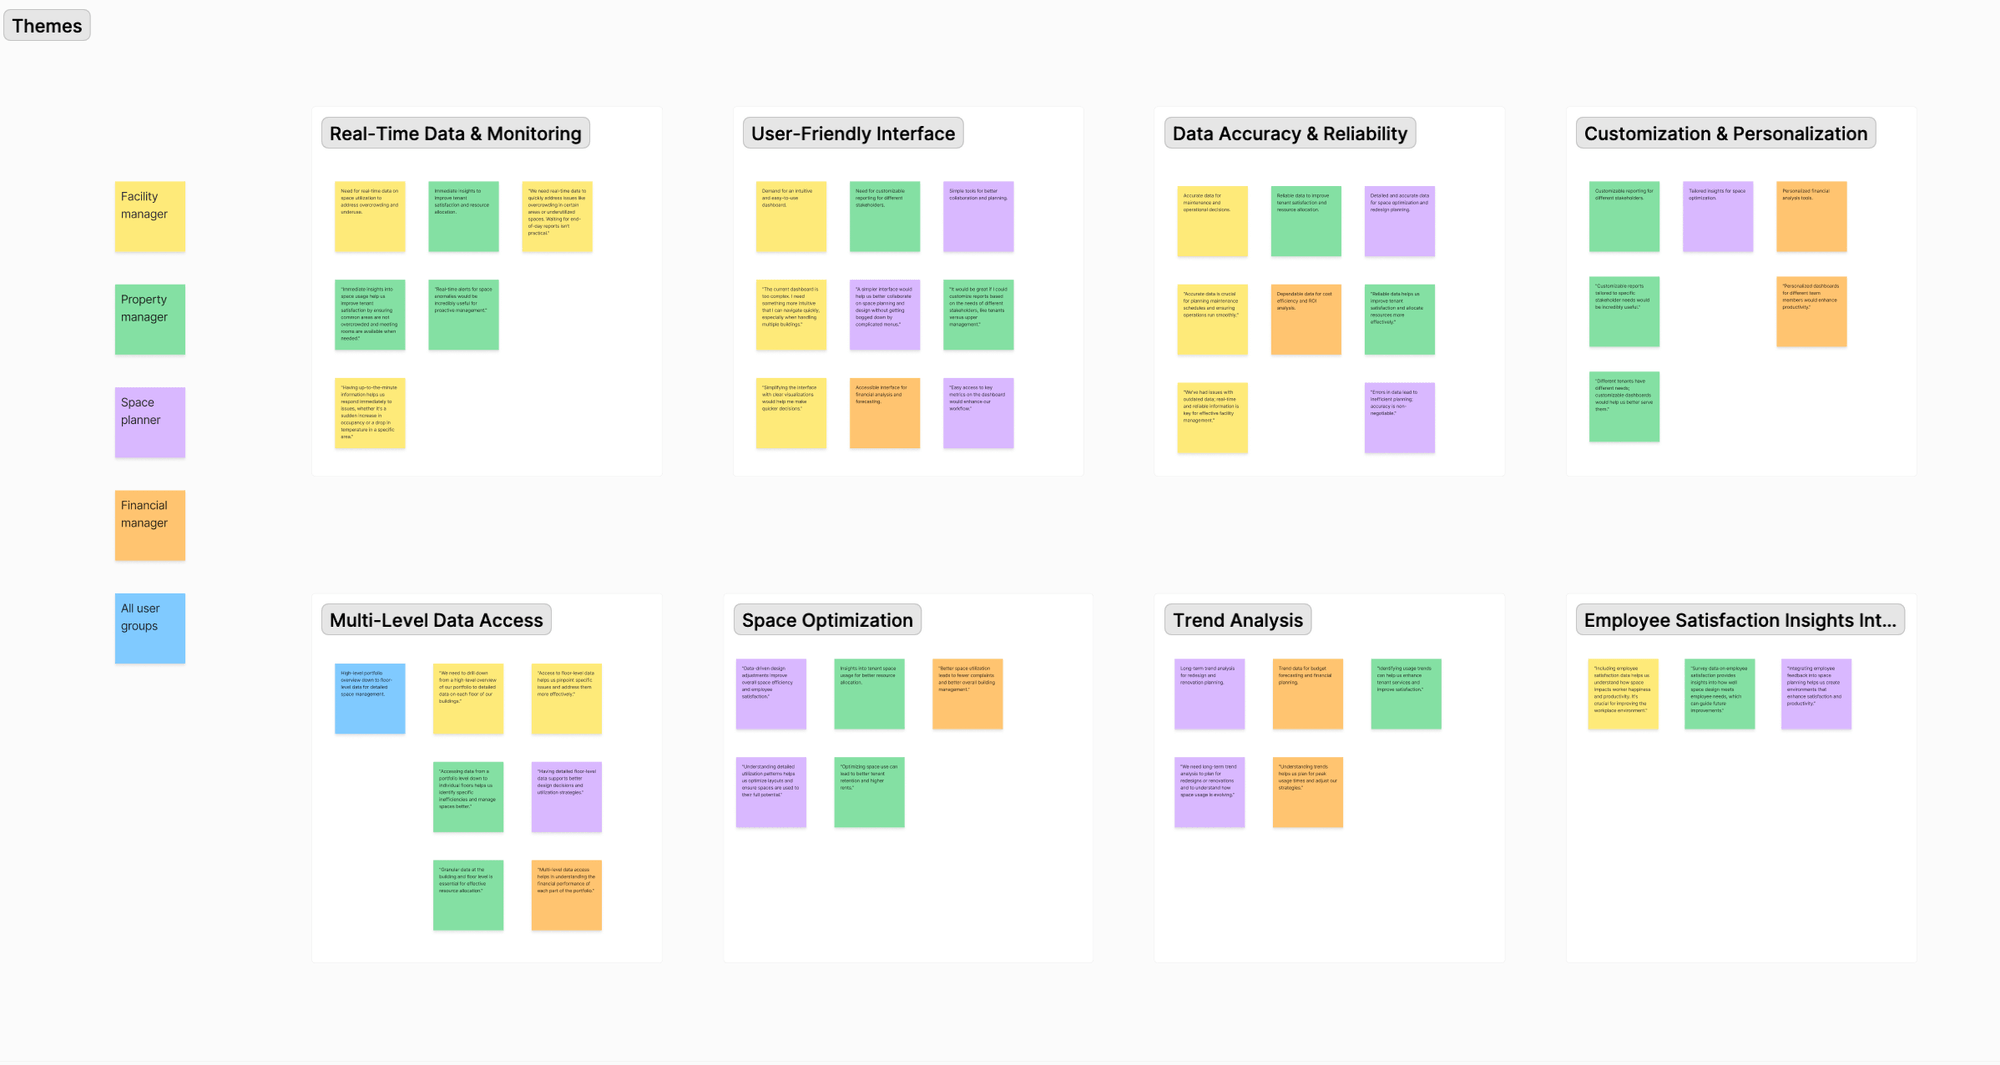 Themes
Facility
manager
Property
manager
Space
planner
Financial
manager
All user
groups
Real-Time Data & Monitoring
Need for real-time data on
space utilization to
address overcrowding and
underuse.
Immediate insights to
improve tenant
satisfaction and resource
allocation.
"We need real-time data to
quickly address issues like
overcrowding in certain
areas or underutilized
spaces. Waiting for end-
of-day reports isn't
practical."
"Immediate insights into
space usage help us
improve tenant
satisfaction by ensuring
common areas are not
overcrowded and meeting
rooms are available when
needed."
"Real-time alerts for space
anomalies would be
incredibly useful for
proactive management."
"Having up-to-the-minute
information helps us
respond immediately to
issues, whether it's a
sudden increase in
occupancy or a drop in
temperature in a specific
area."
User-Friendly Interface
Demand for an intuitive
and easy-to-use
dashboard.
Need for customizable
reporting for different
stakeholders.
Simple tools for better
collaboration and planning.
"The current dashboard is
too complex. I need
something more intuitive
that I can navigate quickly,
especially when handling
multiple buildings."
"A simpler interface would
help us better collaborate
on space planning and
design without getting
bogged down by
complicated menus."
"It would be great if I could
customize reports based
on the needs of different
stakeholders, like tenants
versus upper
management."
"Simplifying the interface
with clear visualizations
would help me make
quicker decisions."
Accessible interface for
financial analysis and
forecasting.
"Easy access to key
metrics on the dashboard
would enhance our
workflow."
Data Accuracy & Reliability
Accurate data for
maintenance and
operational decisions.
Reliable data to improve
tenant satisfaction and
resource allocation.
Detailed and accurate data
for space optimization and
redesign planning.
"Accurate data is crucial
for planning maintenance
schedules and ensuring
operations run smoothly."
Dependable data for cost
efficiency and ROI
analysis.
"Reliable data helps us
improve tenant
satisfaction and allocate
resources more
effectively."
"We've had issues with
outdated data; real-time
and reliable information is
key for effective facility
management."
"Errors in data lead to
inefficient planning;
accuracy is non-
negotiable."
Customization & Personalization
Customizable reporting for
different stakeholders.
Tailored insights for space
optimization.
Personalized financial
analysis tools.
"Customizable reports
tailored to specific
stakeholder needs would
be incredibly useful."
"Personalised dashboards
for different team
members would enhance
productivity."
"Different tenants have
different needs;
customizable dashboards
would help us better serve
them."
Multi-Level Data Access
High-level portfolio
overview down to floor-
level data for detailed
space management.
"We need to drill down
from a high-level overview
of our portfolio to detailed
data on each floor of our
buildings."
"Access to floor-level data
helps us pinpoint specific
issues and address them
more effectively."
"Accessing data from a
portfolio level down to
individual floors helps us
identify specific
inefficiencies and manage
spaces better."
"Having detailed floor-level
data supports better
design decisions and
utilization strategies."
"Granular data at the
building and floor level is
essential for effective
resource allocation."
"Multi-level data access
helps in understanding the
financial performance of
each part of the portfolio."
Space Optimization
"Data-driven design
adjustments improve
overall space efficiency
and employee
satisfaction."
Insights into tenant space
usage for better resource
allocation.
"Better space utilization
leads to fewer complaints
and better overall building
management."
"Understanding detailed
utilization patterns helps
us optimize layouts and
ensure spaces are used to
their full potential."
"Optimizing space use can
lead to better tenant
retention and higher
rents."
Trend Analysis
Long-term trend analysis
for redesign and
renovation planning.
Trend data for budget
forecasting and financial
planning.
"Identifying usage trends
can help us enhance
tenant services and
improve satisfaction."
"We need long-term trend
analysis to plan for
redesigns or renovations
and to understand how
space usage is evolving."
"Understanding trends
helps us plan for peak
usage times and adjust our
strategies."
Employee Satisfaction Insights Int...
"Including employee
satisfaction data helps us
understand how space
impacts worker happiness
and productivity. It's
crucial for improving the
workplace environment."
"Survey data on employee
satisfaction provides
insights into how well
space design meets
employee needs, which
can guide future
improvements."
"Integrating employee
feedback into space
planning helps us create
environments that
enhance satisfaction and
productivity."